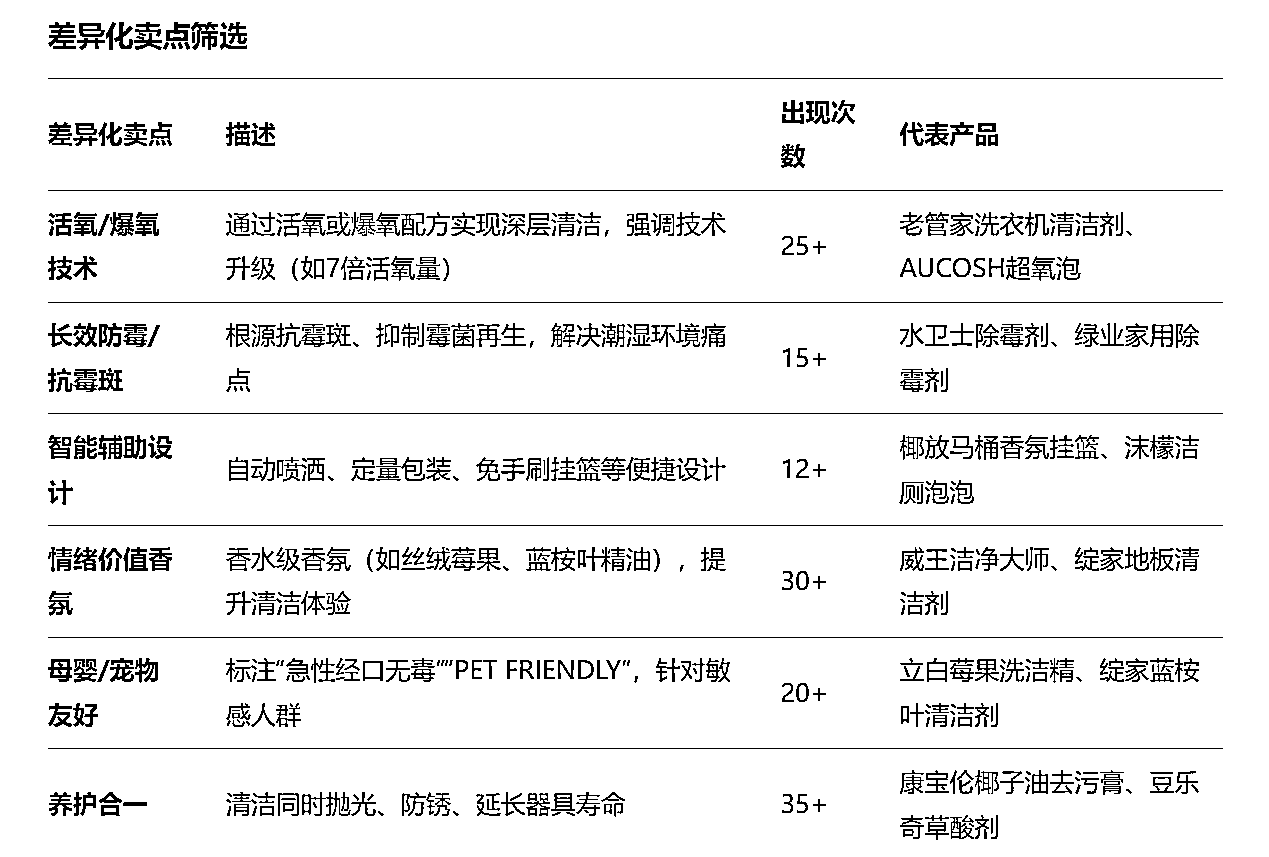 差异化卖点筛选
差异化卖点 描述 出现次数 代表产品
活氧/爆氧技术 通过活氧或爆氧配方实现深层清洁，强调技术升级（如7倍活氧量） 25+ 老管家洗衣机清洁剂、AUCOSH超氧泡
长效防霉/抗霉斑 根源抗霉斑、抑制霉菌再生，解决潮湿环境痛点 15+ 水卫士除霉剂、绿业家用除霉剂
智能辅助设计 自动喷洒、定量包装、免手刷挂篮等便捷设计 12+ 椰放马桶香氛挂篮、沫檬洁厕泡泡
情绪价值香氛 香水级香氛（如丝绒莓果、蓝桉叶精油），提升清洁体验 30+ 威王洁净大师、绽家地板清洁剂
母婴/宠物友好 标注“急性经口无毒”“PET FRIENDLY”，针对敏感人群 20+ 立白莓果洗洁精、绽家蓝桉叶清洁剂
养护合一 清洁同时抛光、防锈、延长器具寿命 35+ 康宝伦椰子油去污膏、豆乐奇草酸剂